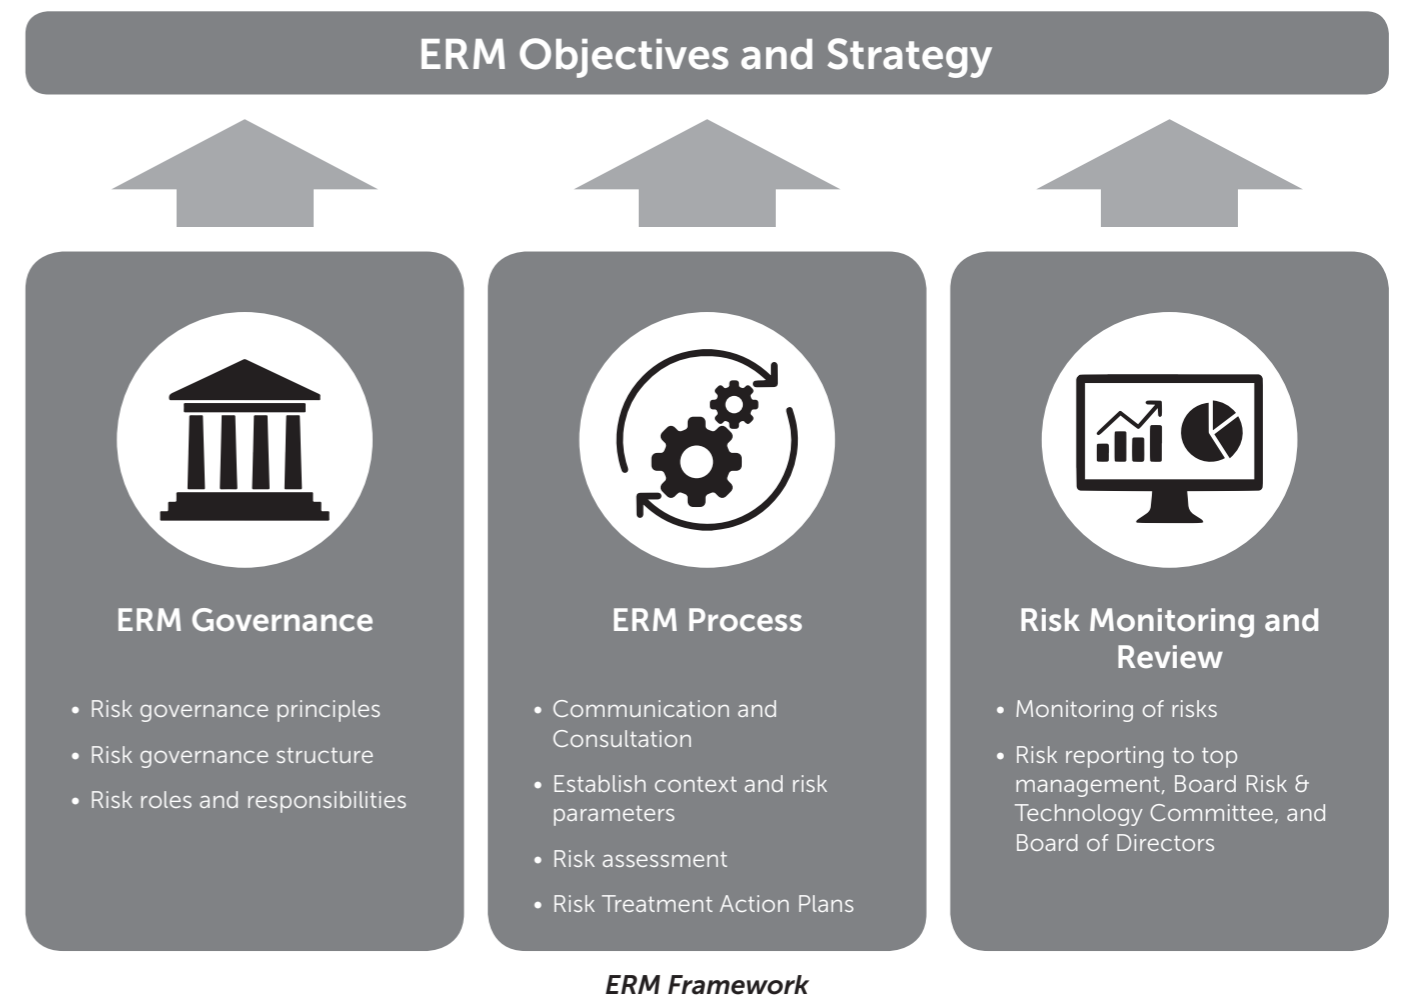 ERM Objectives and Strategy
ERM Governance
• Risk governance principles
• Risk governance structure
• Risk roles and responsibilities
ERM Process
• Communication and
Consultation
• Establish context and risk
parameters
• Risk assessment
• Risk Treatment Action Plans
Risk Monitoring and
Review
• Monitoring of risks
• Risk reporting to top
management, Board Risk &
Technology Committee, and
Board of Directors
ERM Framework